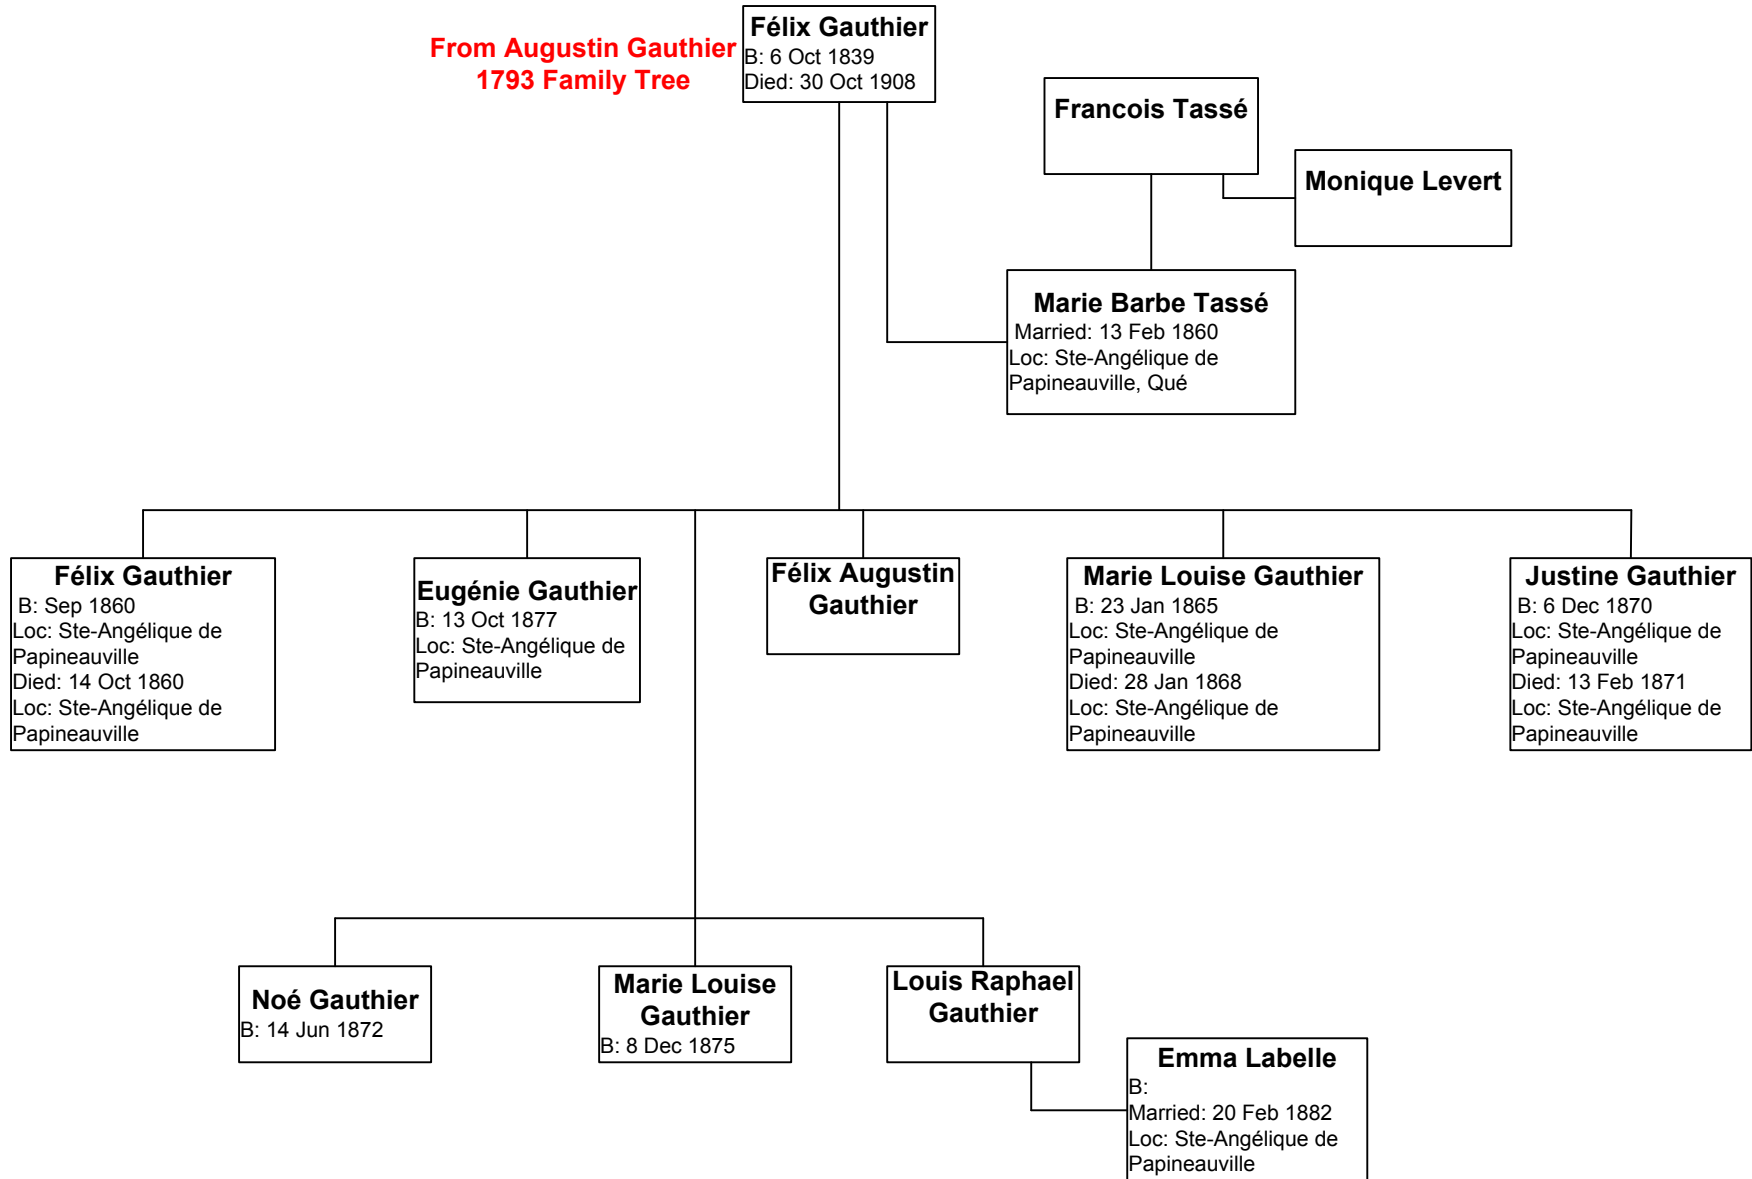 From Augustin Gauthier
1793 Family Tree
Félix Gauthier
B: 6 Oct 1839
Died: 30 Oct 1908
Francois Tassé
Monique Levert
Marie Barbe Tassé
Married: 13 Feb 1860
Loc: Ste-Angélique de
Papineauville, Qué
Félix Gauthier
B: Sep 1860
Loc: Ste-Angélique de
Papineauville
Died: 14 Oct 1860
Loc: Ste-Angélique de
Papineauville
Eugénie Gauthier
B: 13 Oct 1877
Loc: Ste-Angélique de
Papineauville
Félix Augustin
Gauthier
Marie Louise Gauthier
B: 23 Jan 1865
Loc: Ste-Angélique de
Papineauville
Died: 28 Jan 1868
Loc: Ste-Angélique de
Papineauville
Justine Gauthier
B: 6 Dec 1870
Loc: Ste-Angélique de
Papineauville
Died: 13 Feb 1871
Loc: Ste-Angélique de
Papineauville
Noé Gauthier
B: 14 Jun 1872
Marie Louise
Gauthier
B: 8 Dec 1875
Louis Raphael
Gauthier
Emma Labelle
B:
Married: 20 Feb 1882
Loc: Ste-Angélique de
Papineauville